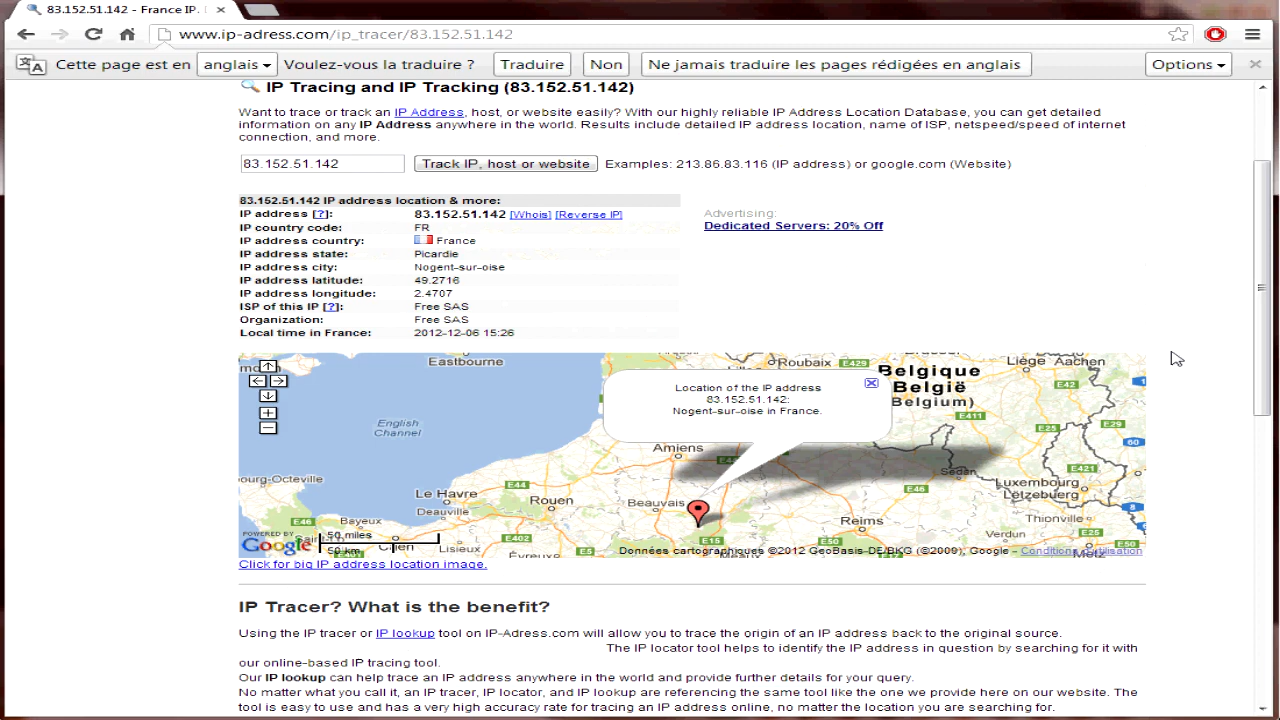 83.152.51.142 - France IP.
www.ip-adress.com/ip_tracer/83.152.51.142
Cette page est en anglais Voulez-vous la traduire ? Traduire Non Ne jamais traduire les pages rédigées en anglais Options
IP Tracing and IP Tracking (83.152.51.142)
Want to trace or track an IP Address, host, or website easily? With our highly reliable IP Address Location Database, you can get detailed
information on any IP Address anywhere in the world. Results include detailed IP address location, name of ISP, netspeed/speed of internet
connection, and more.
83.152.51.142 Track IP, host or website Examples: 213.86.83.116 (IP address) or google.com (Website)
83.152.51.142 IP address location & more:
IP address [?]: 83.152.51.142 [Whois] [Reverse IP]
IP country code: FR
IP address country: France
IP address state: Picardie
IP address city: Nogent-sur-oise
IP address latitude: 49.2716
IP address longitude: 2.4707
ISP of this IP [?]: Free SAS
Organization: Free SAS
Local time in France: 2012-12-06 15:26
Advertising:
Dedicated Servers: 20% Off
Eastbourne
Roubaix
E429
Liège Aachen
Belgique
België
(Belgium)
E42
1
Location of the IP address
83.152.51.142:
Nogent-sur-oise in France.
English
Channel
E411
E25
E29
60
Amiens
Sedan
E421
bourg-Octeville
E44
E46
Luxembourg
Lëtzebuerg
Le Havre
Rouen
Beauvais
8
Deauville
E46
Bayeux
E15
Reims
Thionville
POWERED BY
Google
50 miles
50 km
Lisieux
E402
Évreux
E5
E50
Verdun
E25
E50
Metz
Données cartographiques ©2012 GeoBasis-DE/BKG (©2009), Google - Conditions d'utilisation
Click for big IP address location image.
IP Tracer? What is the benefit?
Using the IP tracer or IP lookup tool on IP-Adress.com will allow you to trace the origin of an IP address back to the original source.
The IP locator tool helps to identify the IP address in question by searching for it with
our online-based IP tracing tool.
Our IP lookup can help trace an IP address anywhere in the world and provide further details for your query.
No matter what you call it, an IP tracer, IP locator, and IP lookup are referencing the same tool like the one we provide here on our website. The
tool is easy to use and has a very high accuracy rate for tracing an IP address online, no matter the location you are searching for.